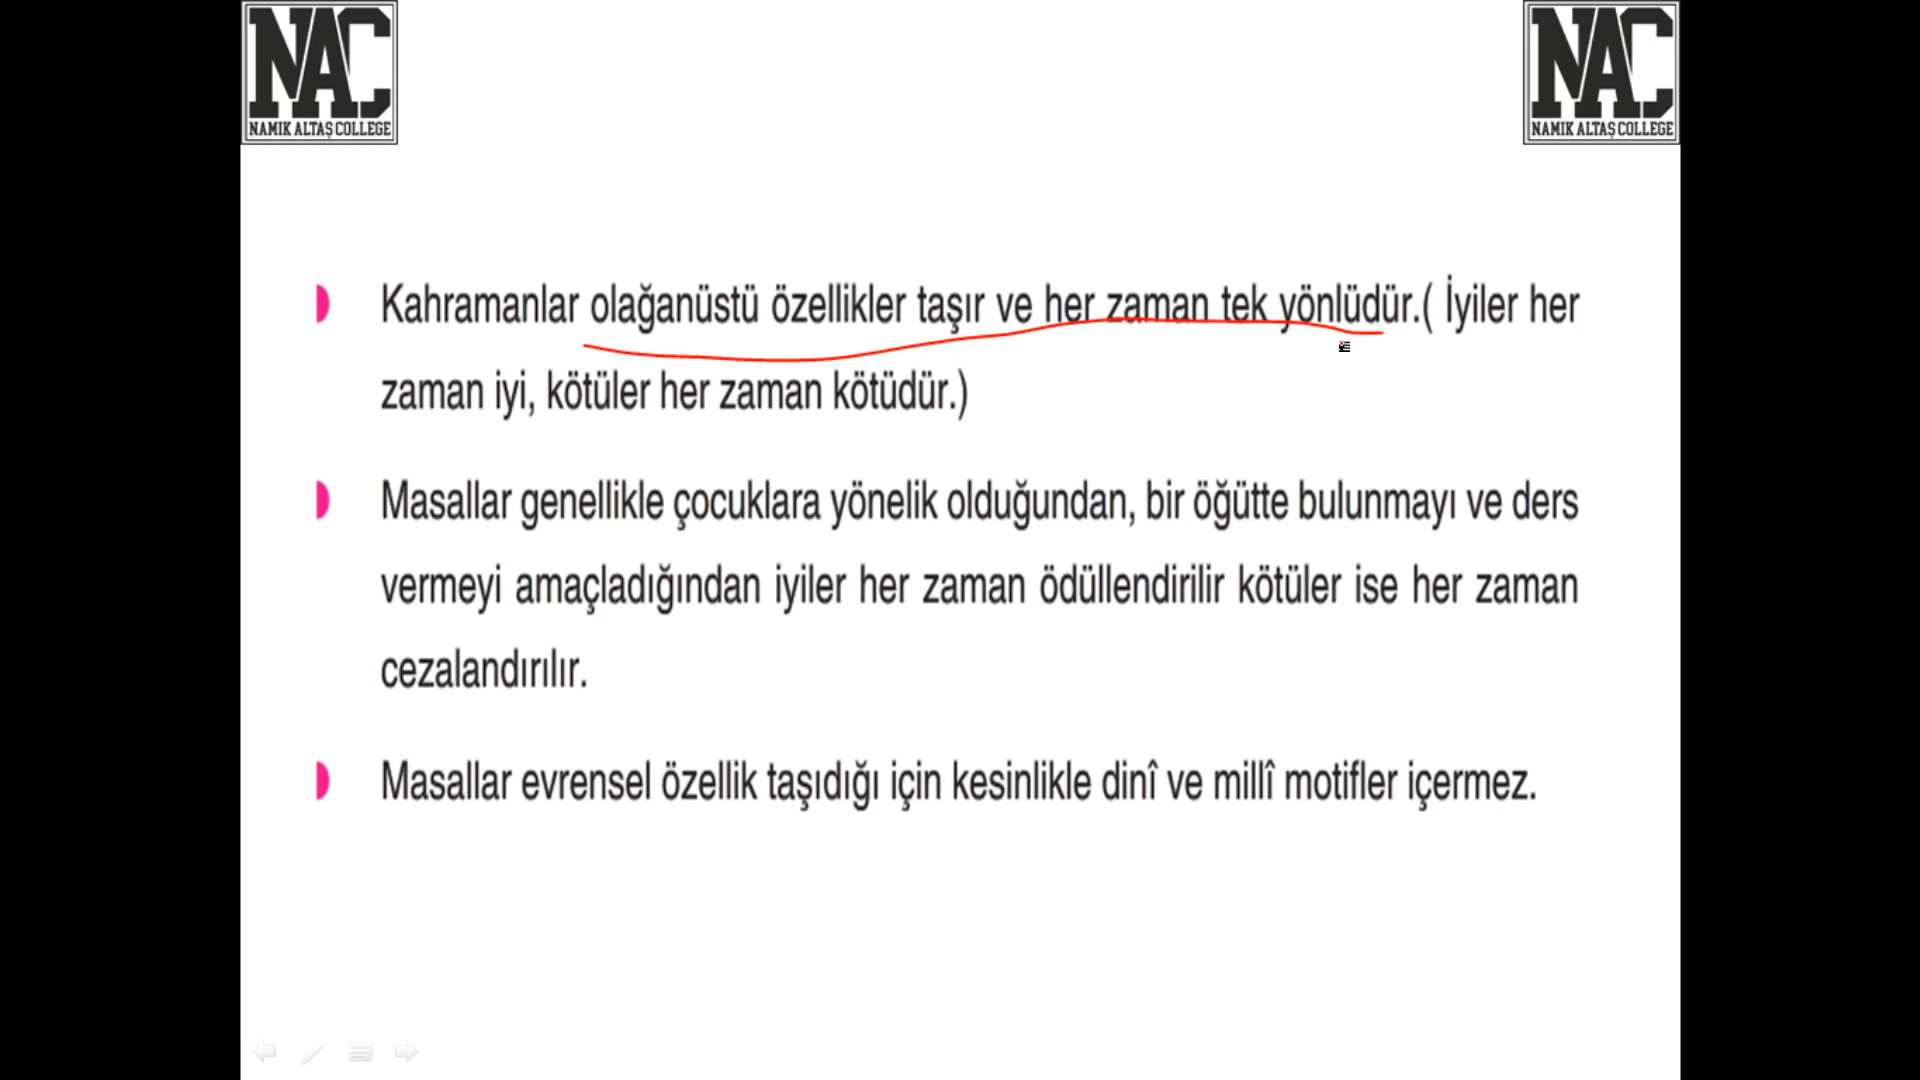 NAC NAC
NAMIK ALTAŞ COLLEGE NAMIK ALTAŞ COLLEGE
Kahramanlar olağanüstü özellikler taşır ve her zaman tek yönlüdür.( İyiler her
zaman iyi, kötüler her zaman kötüdür.)
Masallar genellikle çocuklara yönelik olduğundan, bir öğütte bulunmayı ve ders
vermeyi amaçladığından iyiler her zaman ödüllendirilir kötüler ise her zaman
cezalandırılır.
Masallar evrensel özellik taşıdığı için kesinlikle dinî ve millî motifler içermez.